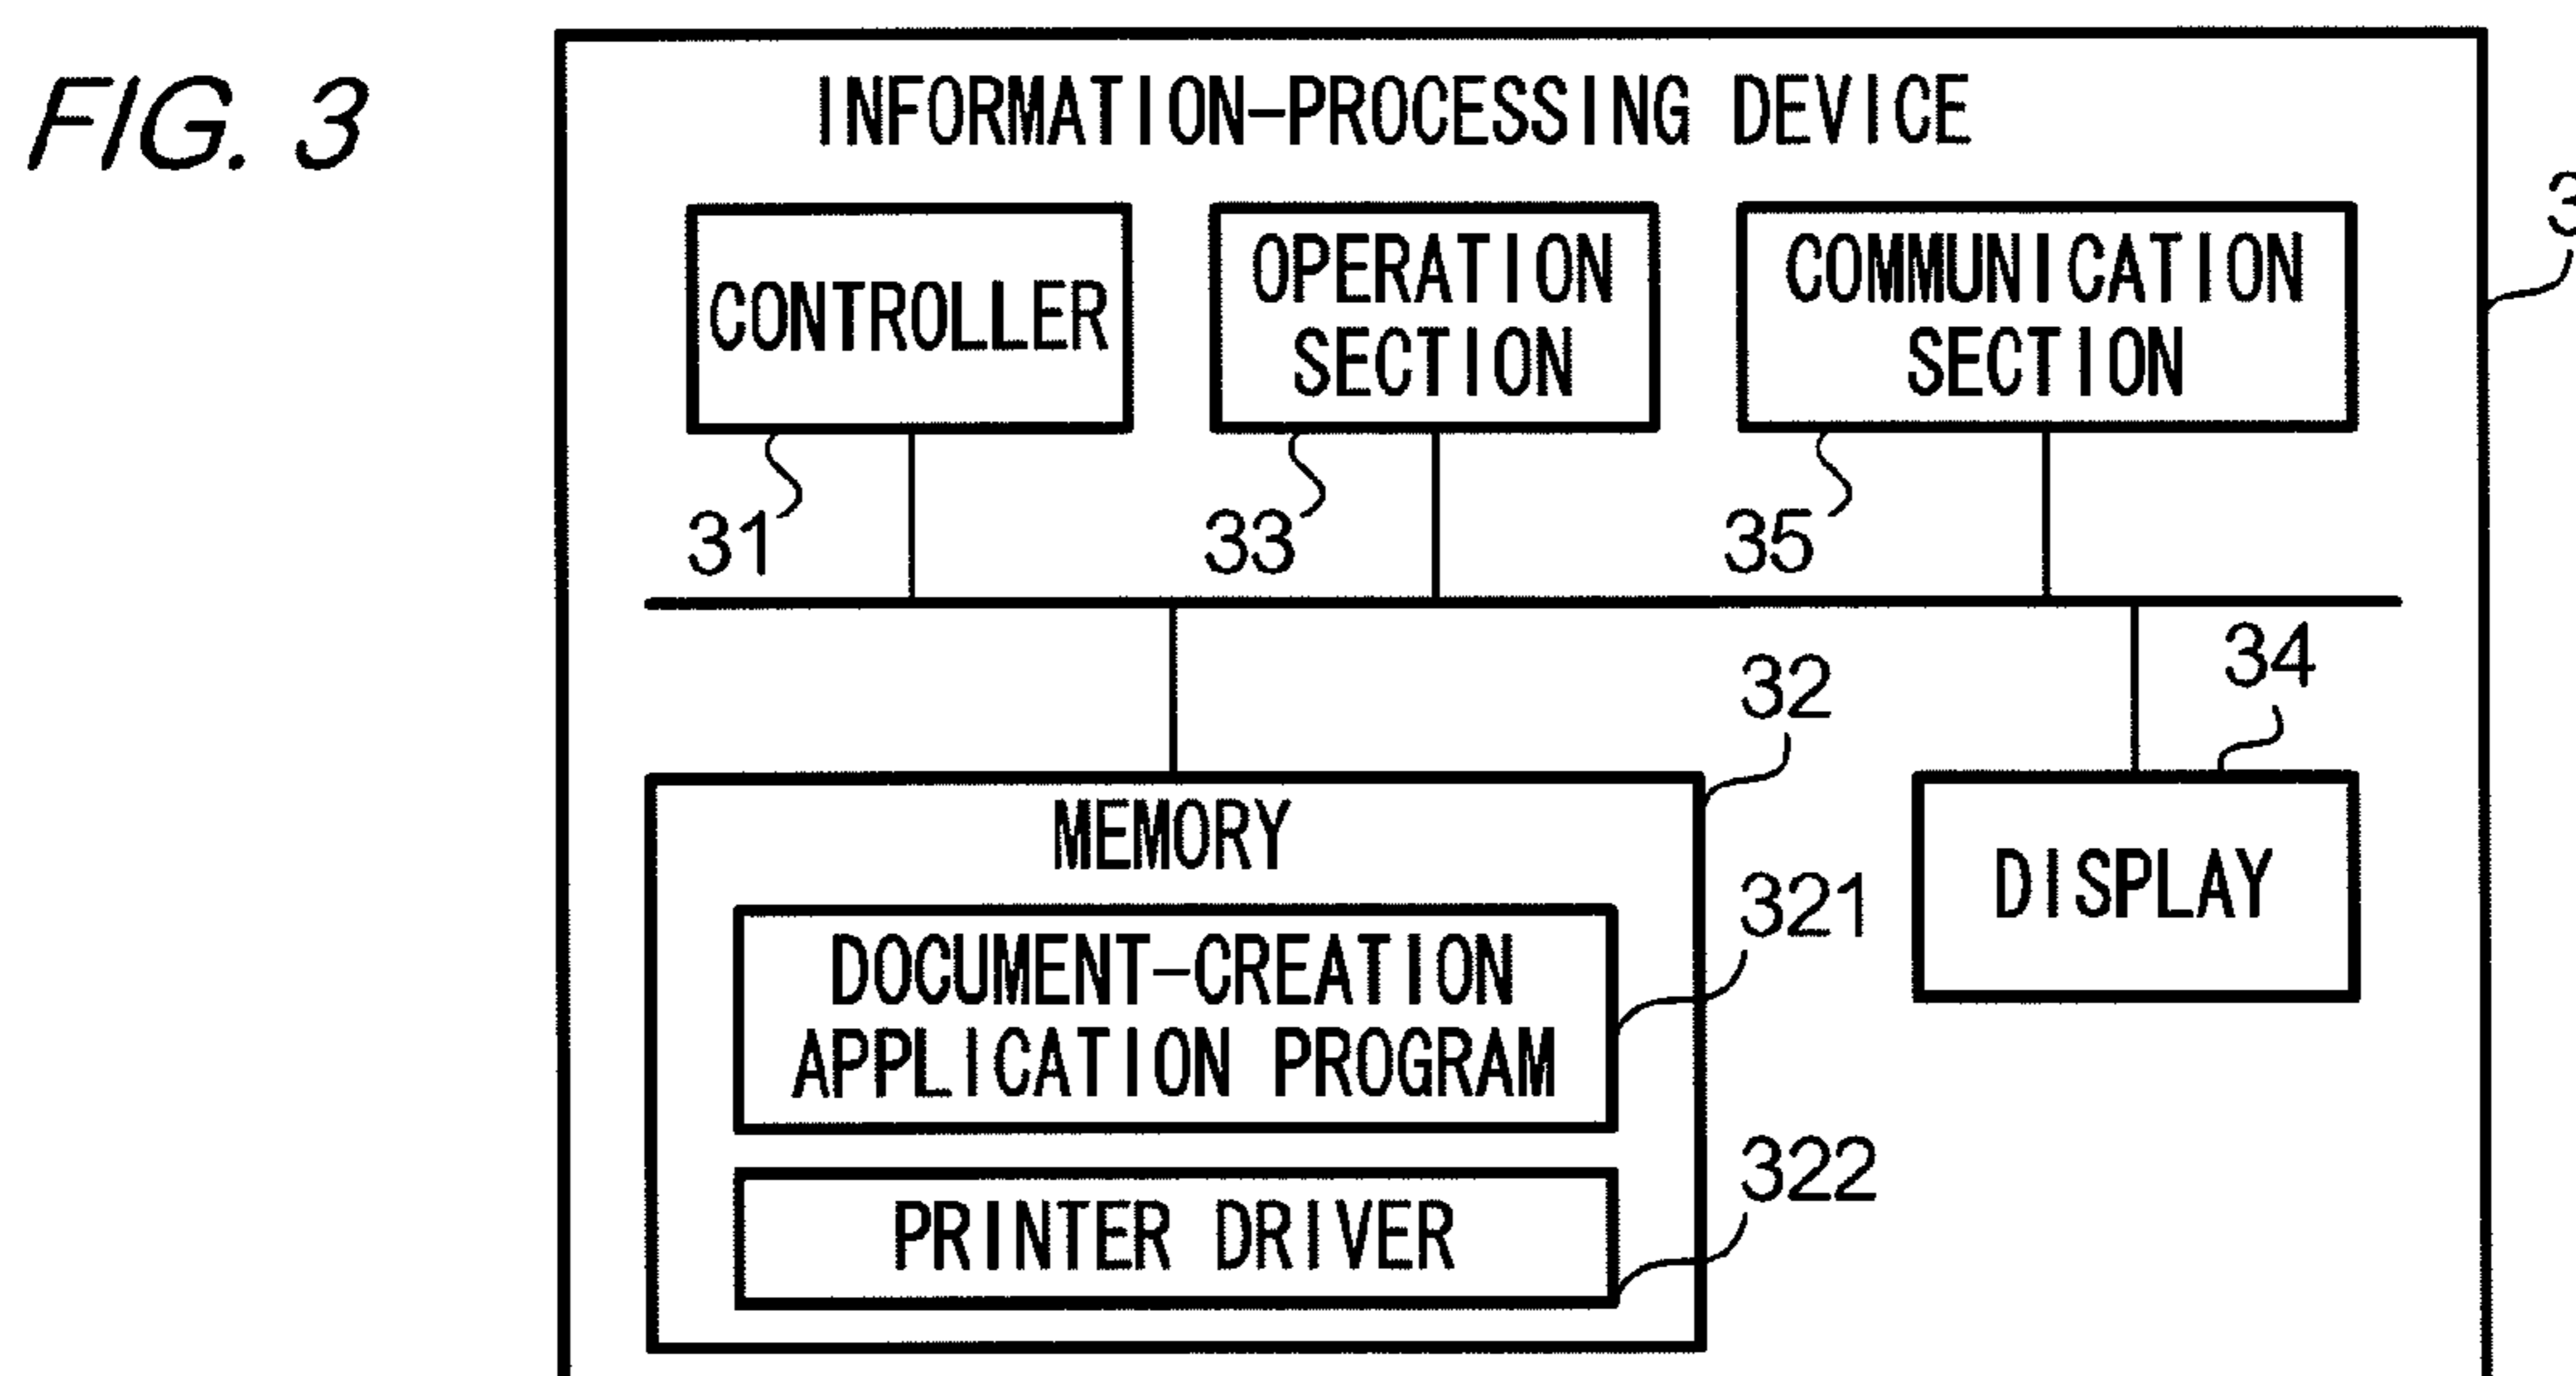 FIG. 3
INFORMATION-PROCESSING DEVICE
3
CONTROLLER
OPERATION
SECTION
COMMUNICATION
SECTION
31
33
35
34
32
MEMORY
DISPLAY
321
DOCUMENT-CREATION
APPLICATION PROGRAM
322
PRINTER DRIVER